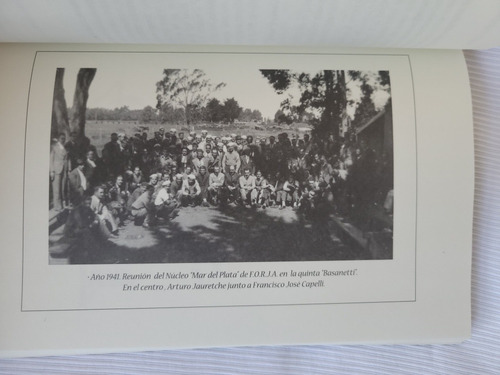 - Año 1941. Reunión del Nucleo "Mar del Plata" de F.O.R.J.A. en la quinta "Basanetti".
En el centro, Arturo Jauretche junto a Francisco José Capelli.